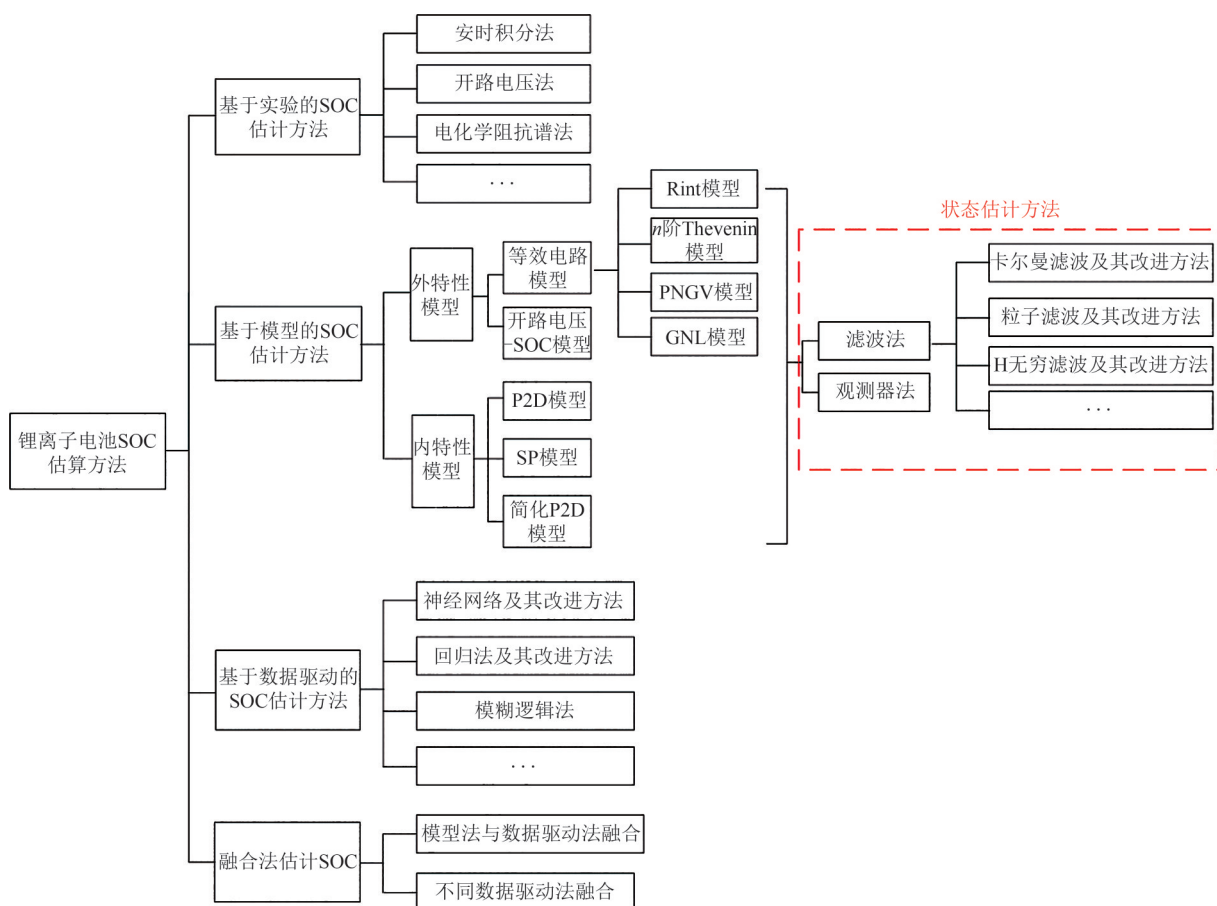 安时积分法
开路电压法
电化学阻抗谱法
···
基于实验的SOC
估计方法
Rint模型
n阶Thevenin
模型
PNGV模型
GNL模型
等效电路
模型
开路电压
–SOC模型
外特性
模型
基于模型的SOC
估计方法
P2D模型
SP模型
简化P2D
模型
内特性
模型
状态估计方法
卡尔曼滤波及其改进方法
粒子滤波及其改进方法
H无穷滤波及其改进方法
···
滤波法
观测器法
锂离子电池SOC
估算方法
神经网络及其改进方法
回归法及其改进方法
模糊逻辑法
···
基于数据驱动的
SOC估计方法
模型法与数据驱动法融合
不同数据驱动法融合
融合法估计SOC